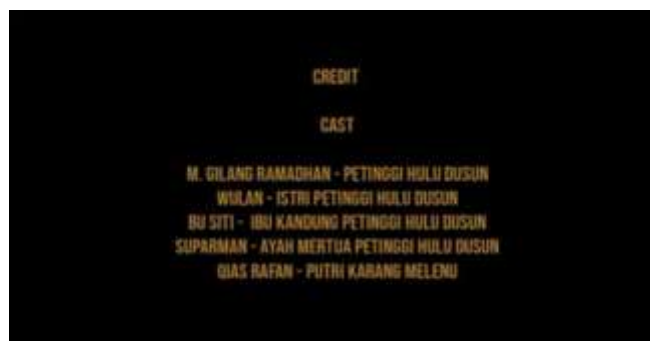 CREDIT
CAST
M. GILANG RAMADHAN - PETINGGI HULU DUSUN
WULAN - ISTRI PETINGGI HULU DUSUN
BU SITI - IBU KANDUNG PETINGGI HULU DUSUN
SUPARMAN - AYAH MERTUA PETINGGI HULU DUSUN
QIAS RAFAN - PUTRI KARANG MELENU